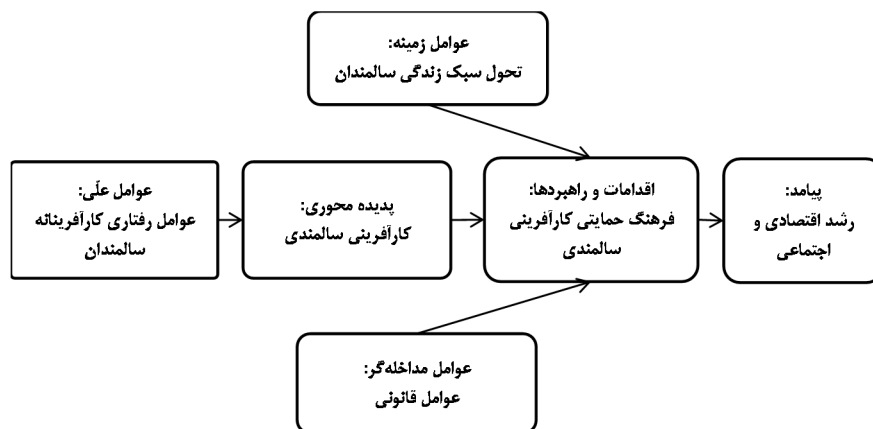 عوامل زمینه:
تحول سبک زندگی سالمندان
عوامل علّی:
عوامل رفتاری کارآفرینانه
سالمندان
پدیده محوری:
کارآفرینی سالمندی
اقدامات و راهبردها:
فرهنگ حمایتی کارآفرینی
سالمندی
پیامد:
رشد اقتصادی و
اجتماعی
عوامل مداخله‌گر:
عوامل قانونی